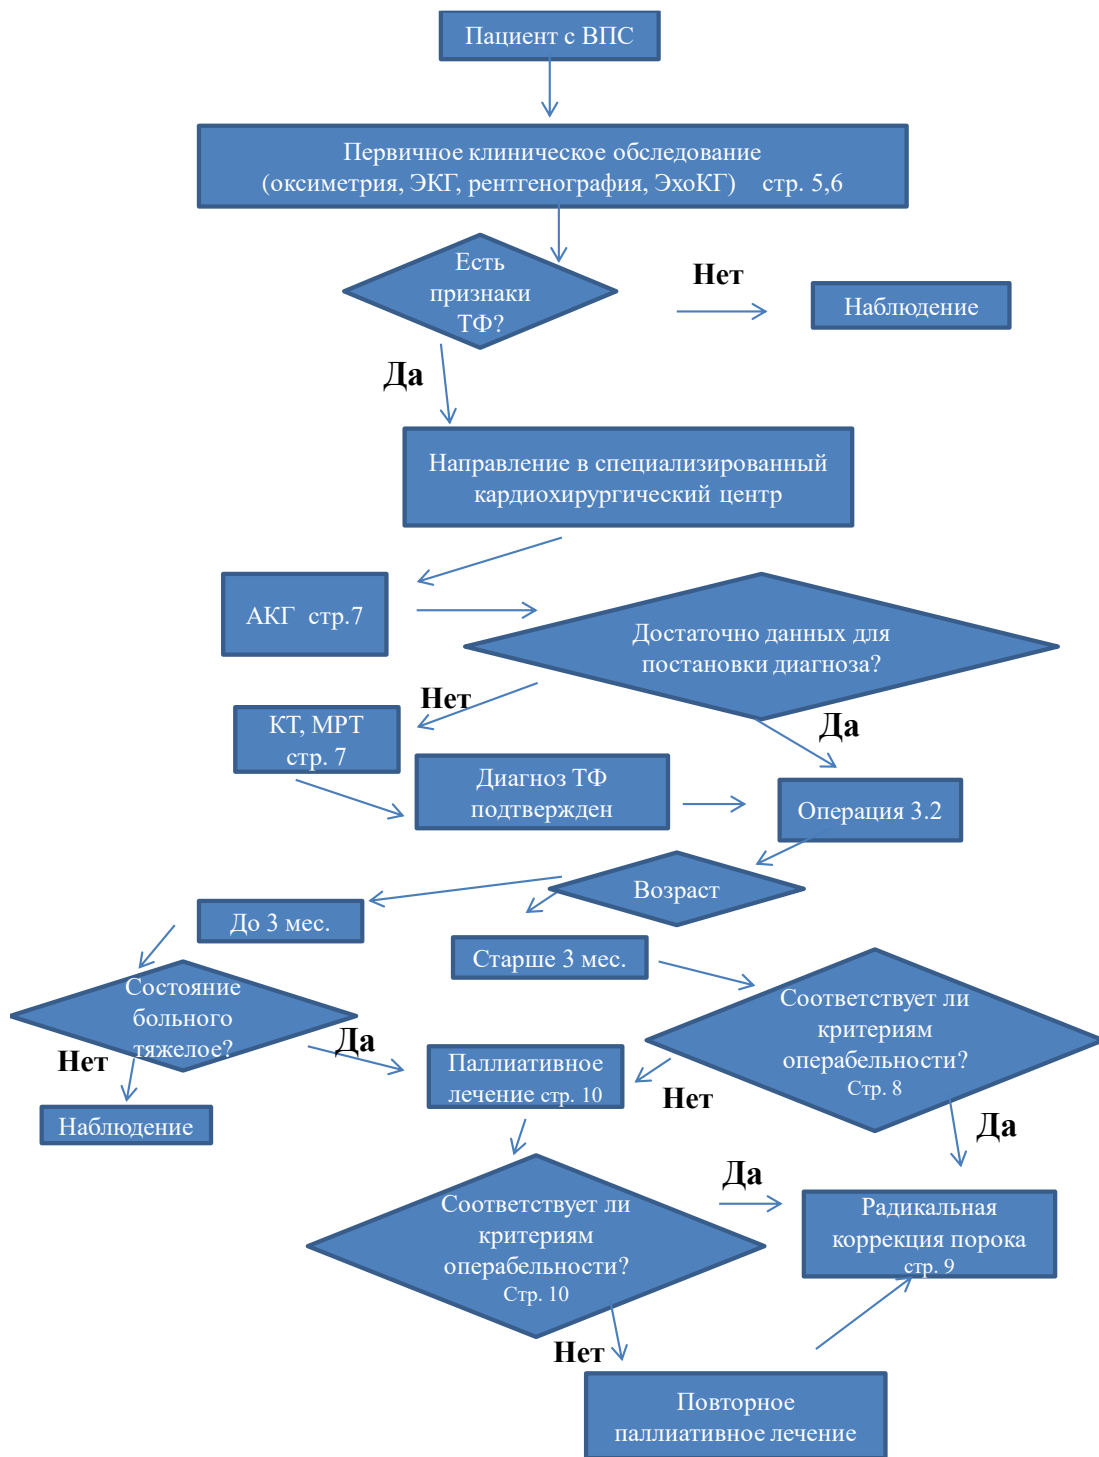 Пациент с ВПС
Первичное клиническое обследование
(оксиметрия, ЭКГ, рентгенография, ЭхоКГ) стр. 5,6
Есть
признаки
ТФ?
Нет
Наблюдение
Да
Направление в специализированный
кардиохирургический центр
АКГ стр.7
Достаточно данных для
постановки диагноза?
Нет
Да
КТ, МРТ
стр. 7
Диагноз ТФ
подтвержден
Операция 3.2
Возраст
До 3 мес.
Старше 3 мес.
Состояние
больного
тяжелое?
Нет
Да
Наблюдение
Паллиативное
лечение стр. 10
Соответствует ли
критериям
операбельности?
Стр. 8
Нет
Да
Соответствует ли
критериям
операбельности?
Стр. 10
Да
Радикальная
коррекция порока
стр. 9
Нет
Повторное
паллиативное лечение